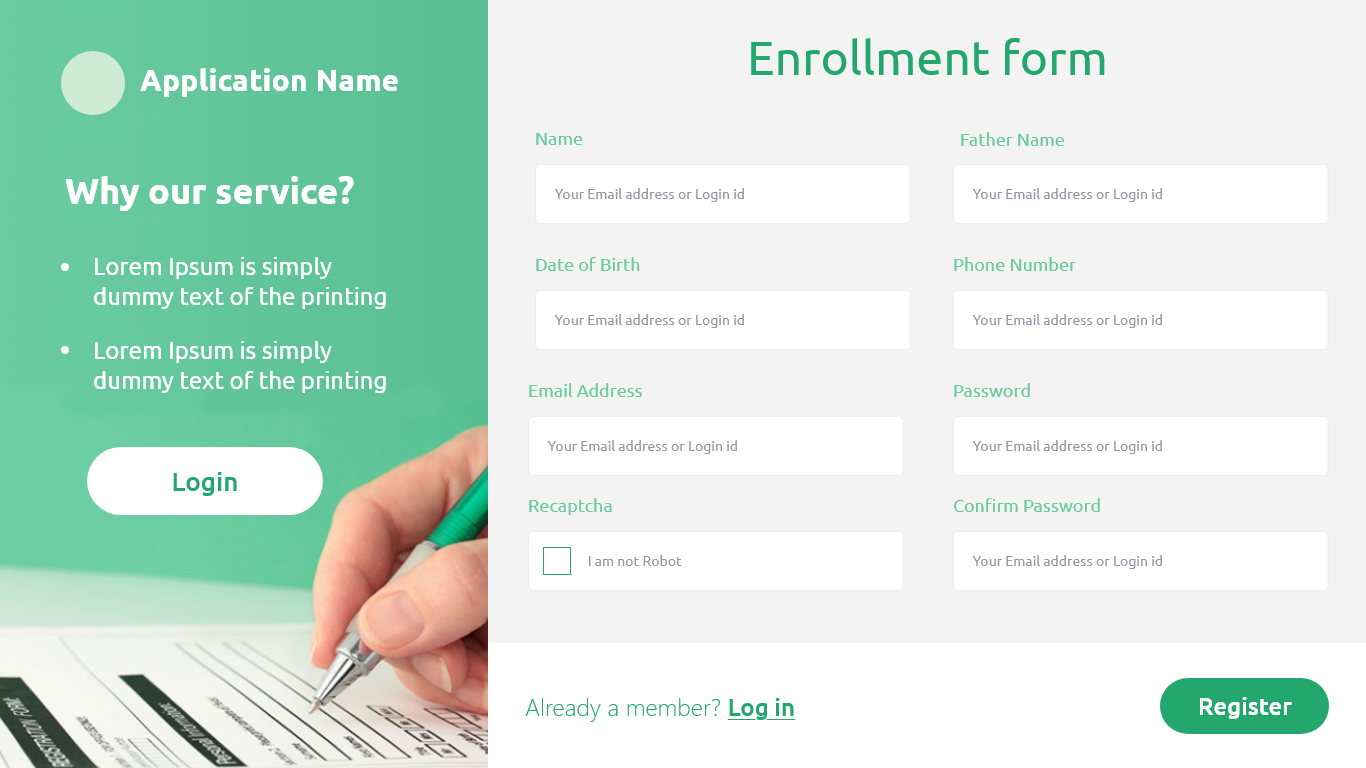 Application Name
Why our service?
Lorem Ipsum is simply
dummy text of the printing
Lorem Ipsum is simply
dummy text of the printing
Login
REGISTRATION FORM
Personal Information:
Enrollment form
Name
Father Name
Your Email address or Login id
Your Email address or Login id
Date of Birth
Phone Number
Your Email address or Login id
Your Email address or Login id
Email Address
Password
Your Email address or Login id
Your Email address or Login id
Recaptcha
Confirm Password
I am not Robot
Your Email address or Login id
Already a member? Log in
Register